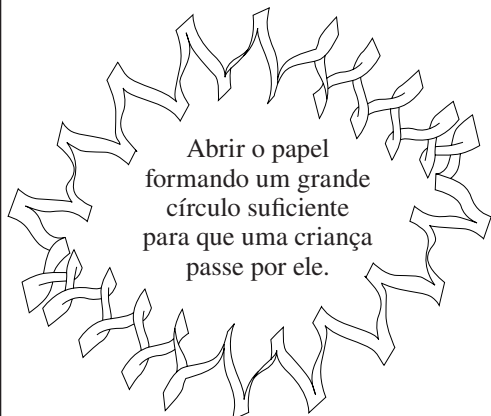 Abrir o papel
formando um grande
círculo suficiente
para que uma criança
passe por ele.